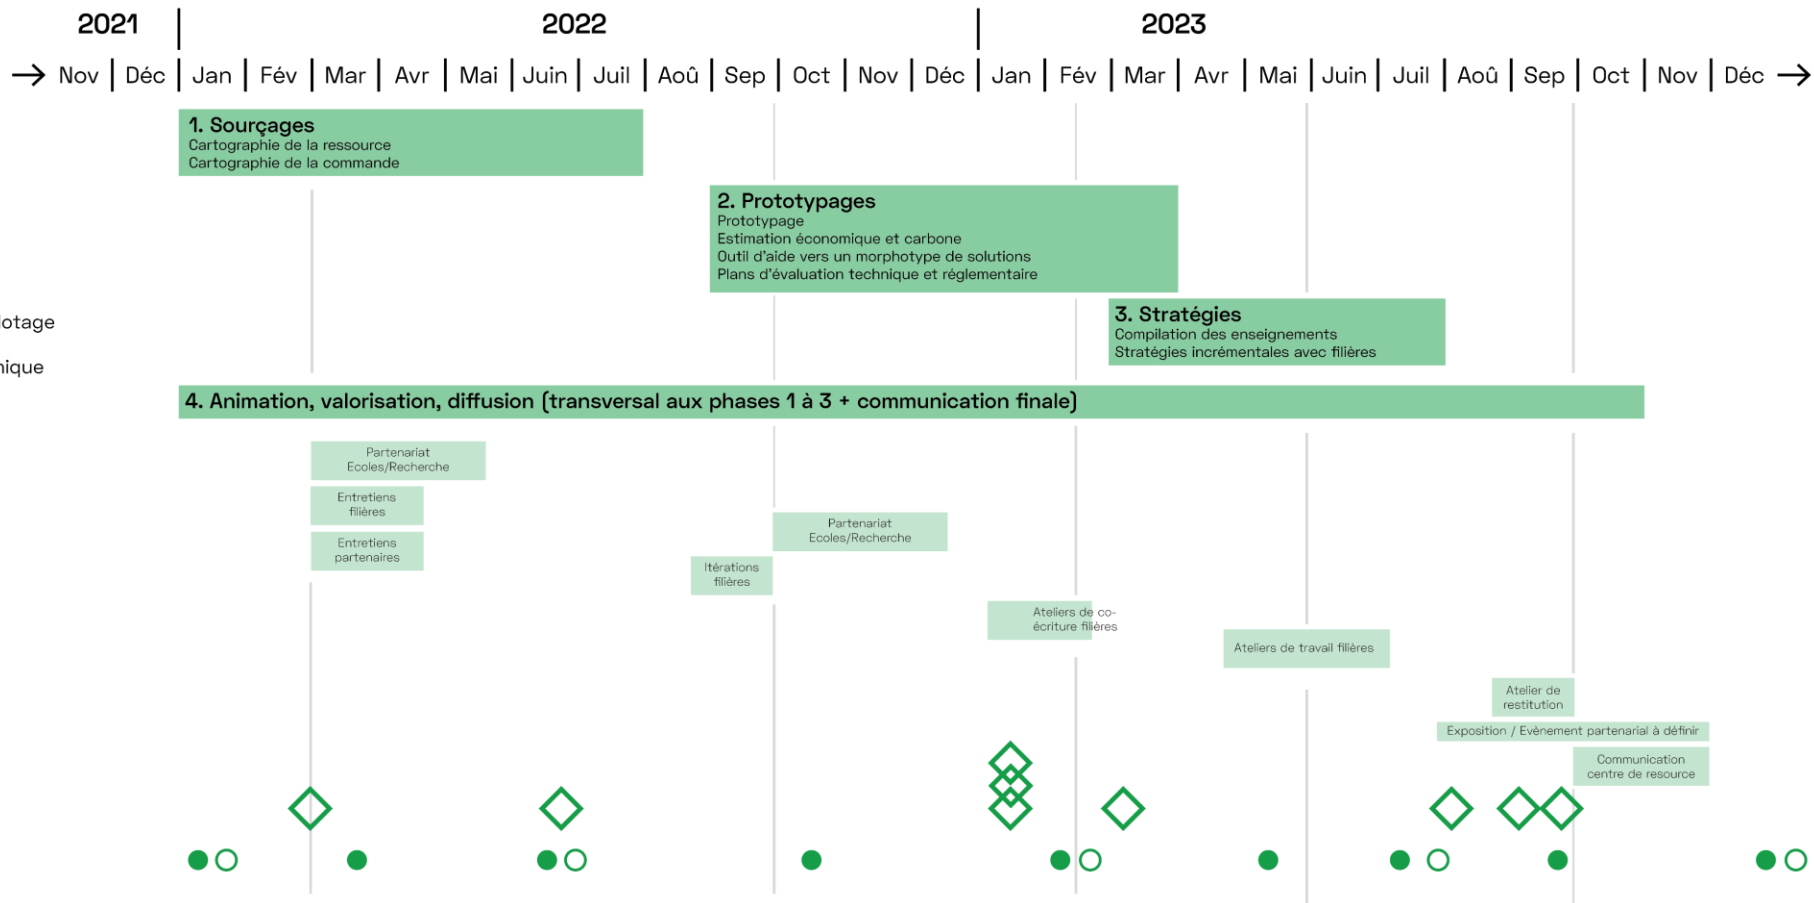 2021
2022
2023
→ Nov Déc Jan Fév Mar Avr Mai Juin Juil Aoû Sep Oct Nov Déc Jan Fév Mar Avr Mai Juin Juil Aoû Sep Oct Nov Déc →
1. Sourçages
Cartographie de la ressource
Cartographie de la commande
2. Prototypages
Prototypage
Estimation économique et carbone
Outil d'aide vers un morphotype de solutions
Plans d'évaluation technique et réglementaire
3. Stratégies
Compilation des enseignements
Stratégies incrémentales avec filières
lotage
nique
4. Animation, valorisation, diffusion (transversal aux phases 1 à 3 + communication finale)
Partenariat
Ecoles/Recherche
Entretiens
filières
Entretiens
partenaires
Partenariat
Ecoles/Recherche
Itérations
filières
Ateliers de co-
écriture filières
Ateliers de travail filières
Atelier de
restitution
Exposition / Evènement partenarial à définir
Communication
centre de resource